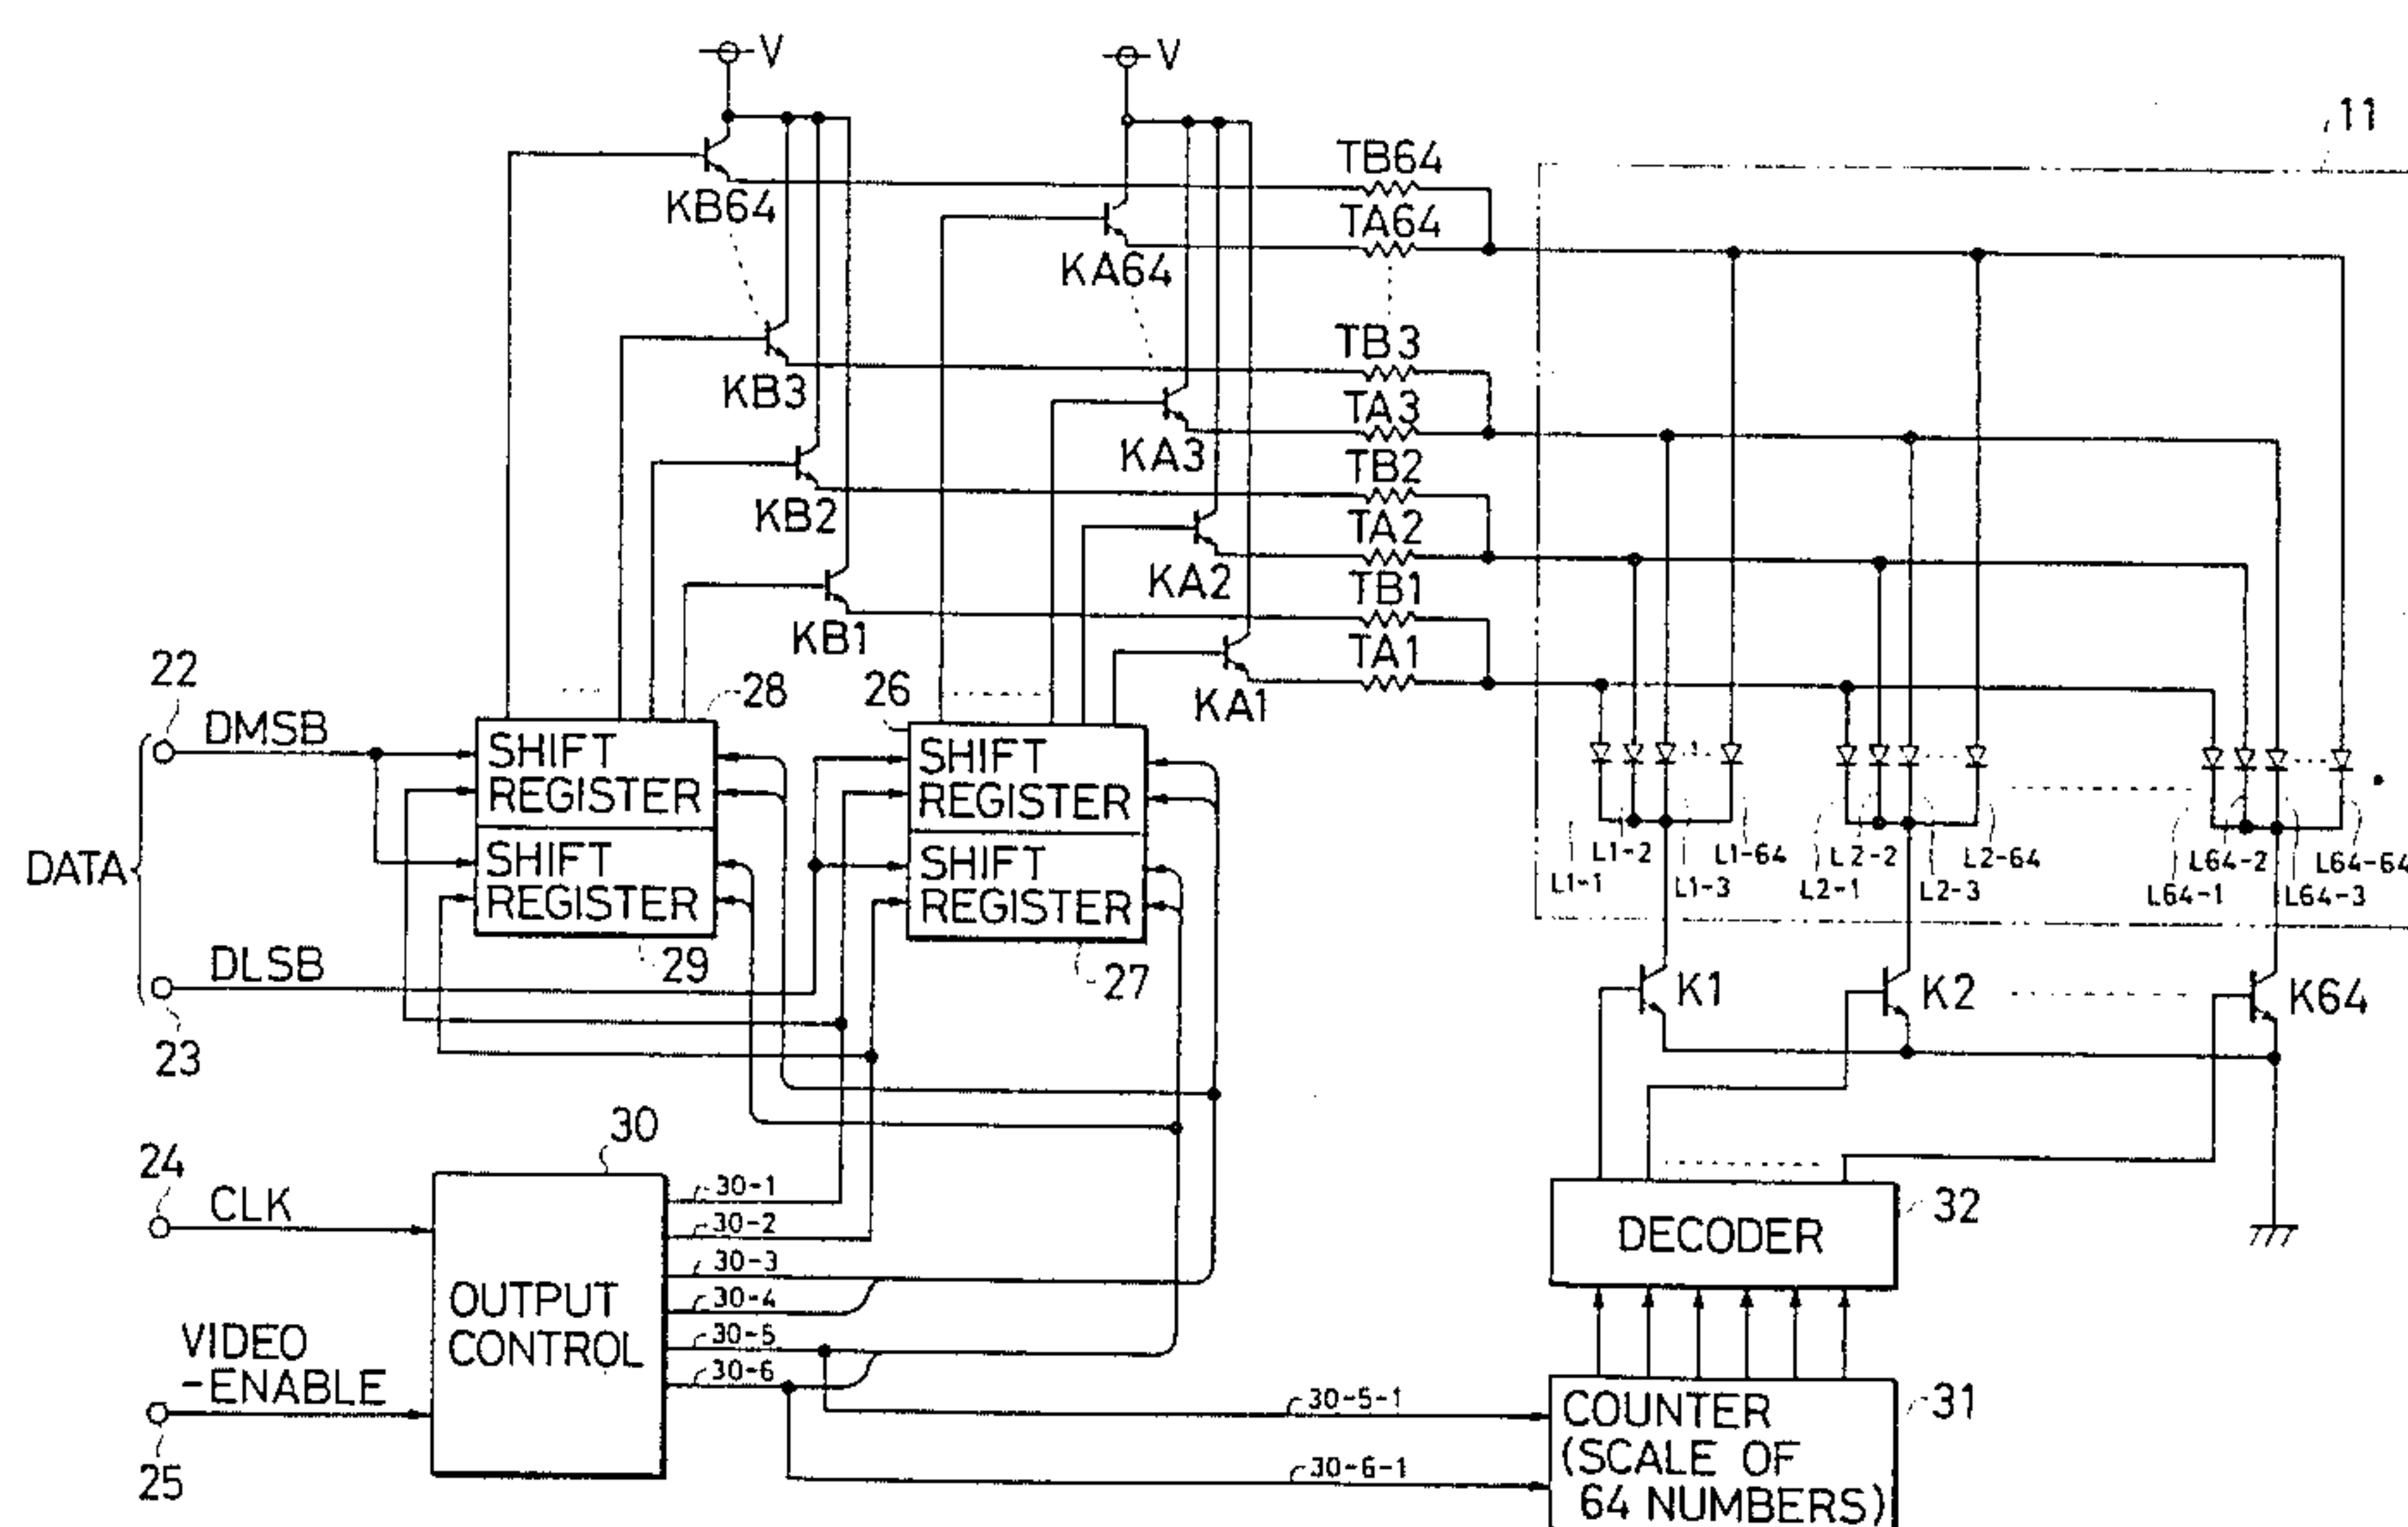 V
V
11
TB64
KB64
TA64
KA64
TB3
KB3
TA3
KA3
TB2
KB2
TA2
KA2
TB1
KB1
TA1
KA1
22
28
26
DMSB
SHIFT
REGISTER
SHIFT
REGISTER
SHIFT
REGISTER
SHIFT
REGISTER
DATA
DLSB
29
27
23
L1-2
L1-64
L1-1
L1-3
L2-2
L2-64
L2-1
L2-3
L64-2
L64-64
L64-1
L64-3
K1
K2
K64
24
30
CLK
30-1
30-2
30-3
30-4
30-5
30-6
OUTPUT
CONTROL
VIDEO
-ENABLE
25
DECODER
32
30-5-1
30-6-1
COUNTER
(SCALE OF
64 NUMBERS)
31